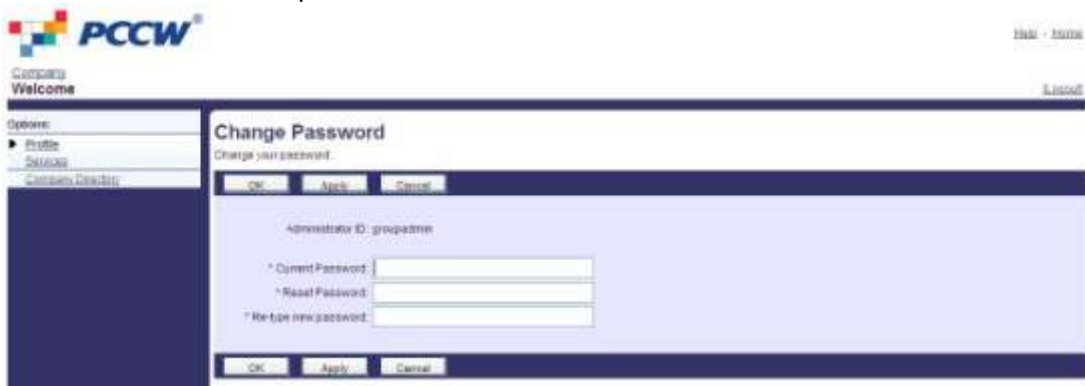 PCCW®
Help - Home
Company
Welcome
Logout
Options:
Profile
Services
Company Directory
Change Password
Change your password.
OK Apply Cancel
Administrator ID: groupadmin
* Current Password:
* Reset Password:
* Re-type new password:
OK Apply Cancel